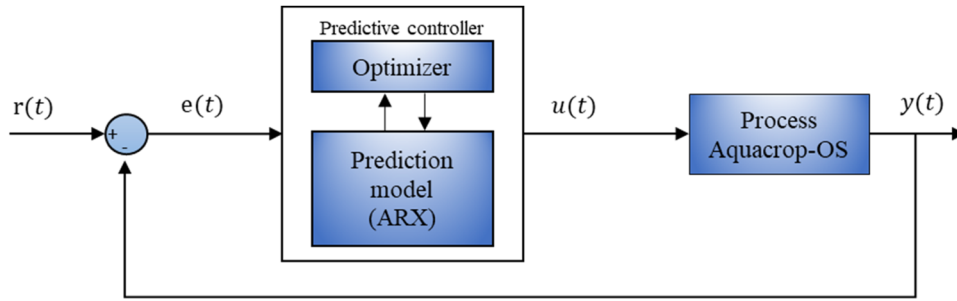 Predictive controller
Optimizer
r(t)
e(t)
u(t)
y(t)
+
-
Prediction
model
(ARX)
Process
Aquacrop-OS